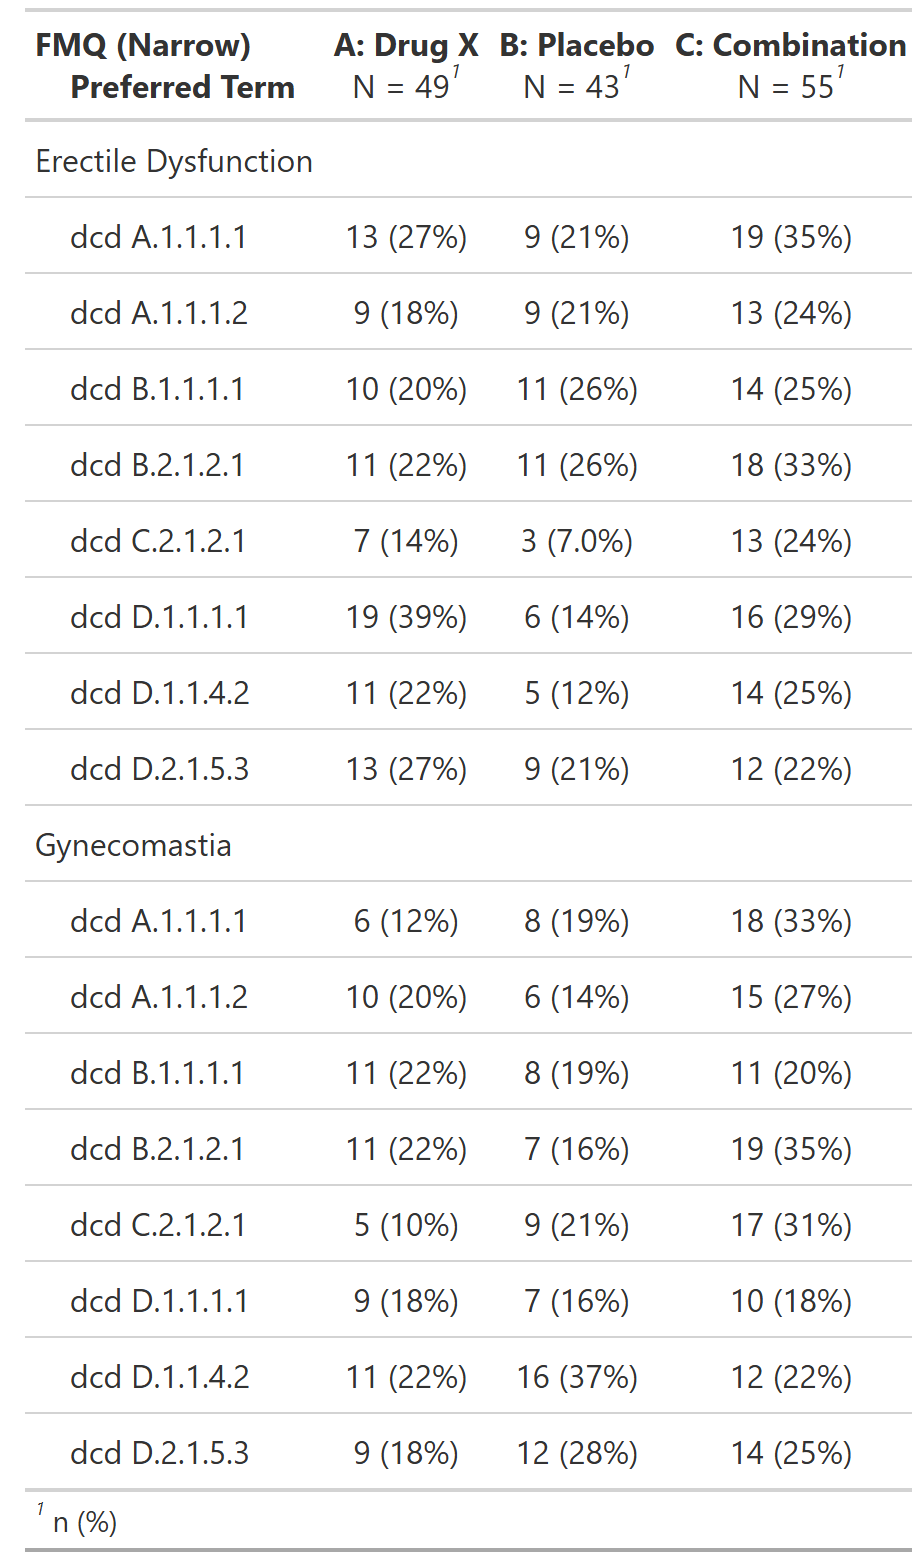 FMQ (Narrow) A: Drug X B: Placebo C: Combination
Preferred Term N = 49¹ N = 43¹ N = 55¹
Erectile Dysfunction
dcd A.1.1.1.1 13 (27%) 9 (21%) 19 (35%)
dcd A.1.1.1.2 9 (18%) 9 (21%) 13 (24%)
dcd B.1.1.1.1 10 (20%) 11 (26%) 14 (25%)
dcd B.2.1.2.1 11 (22%) 11 (26%) 18 (33%)
dcd C.2.1.2.1 7 (14%) 3 (7.0%) 13 (24%)
dcd D.1.1.1.1 19 (39%) 6 (14%) 16 (29%)
dcd D.1.1.4.2 11 (22%) 5 (12%) 14 (25%)
dcd D.2.1.5.3 13 (27%) 9 (21%) 12 (22%)
Gynecomastia
dcd A.1.1.1.1 6 (12%) 8 (19%) 18 (33%)
dcd A.1.1.1.2 10 (20%) 6 (14%) 15 (27%)
dcd B.1.1.1.1 11 (22%) 8 (19%) 11 (20%)
dcd B.2.1.2.1 11 (22%) 7 (16%) 19 (35%)
dcd C.2.1.2.1 5 (10%) 9 (21%) 17 (31%)
dcd D.1.1.1.1 9 (18%) 7 (16%) 10 (18%)
dcd D.1.1.4.2 11 (22%) 16 (37%) 12 (22%)
dcd D.2.1.5.3 9 (18%) 12 (28%) 14 (25%)
¹ n (%)